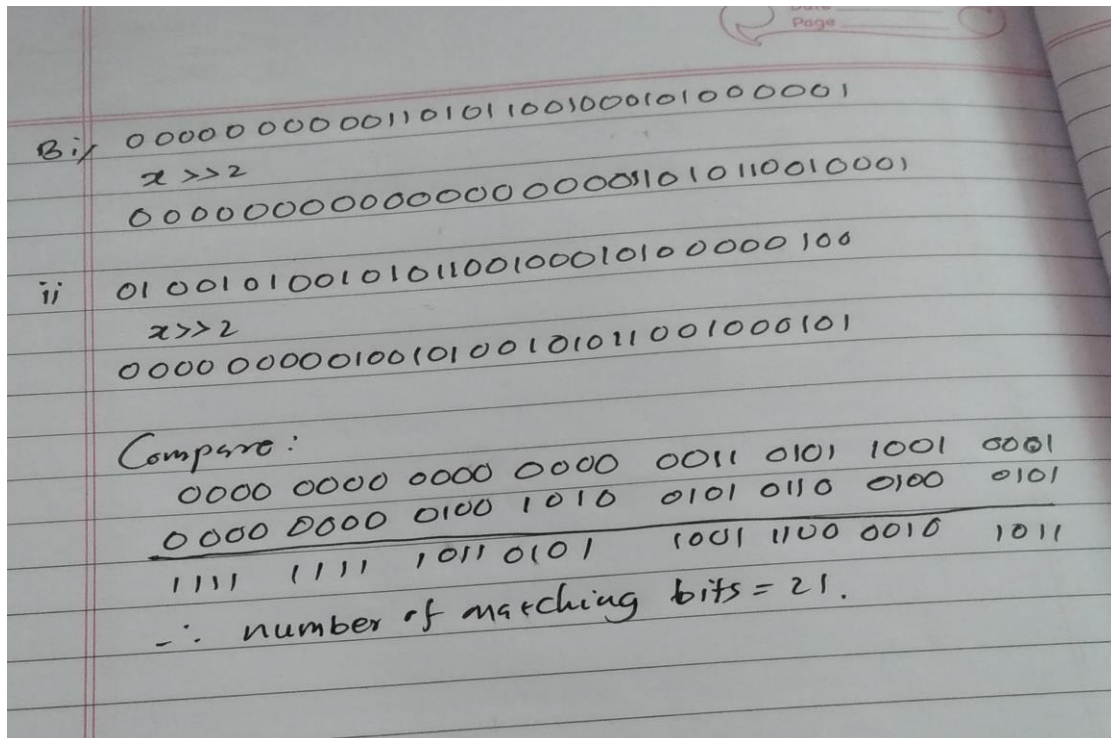 Page
Bi) 00000000001101011001000101000001
x >>2
00000000000000000011010110010001
ii 01001010010101100100010100000100
x>>2
00000000010010100101011001000101
Compare:
0000 0000 0000 0000 0011 0101 1001 0001
0000 0000 0100 1010 0101 0110 0100 0101
1111 1111 1011 0101 1001 1100 0010 1011
∴ number of matching bits = 21.